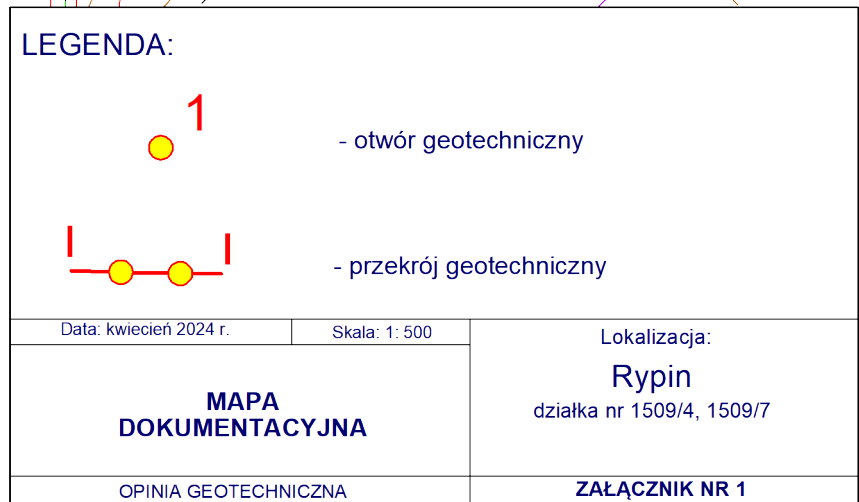 LEGENDA:
1
- otwór geotechniczny
I I
- przekrój geotechniczny
Data: kwiecień 2024 r.
Skala: 1: 500
Lokalizacja:
Rypin
działka nr 1509/4, 1509/7
MAPA
DOKUMENTACYJNA
OPINIA GEOTECHNICZNA
ZAŁĄCZNIK NR 1